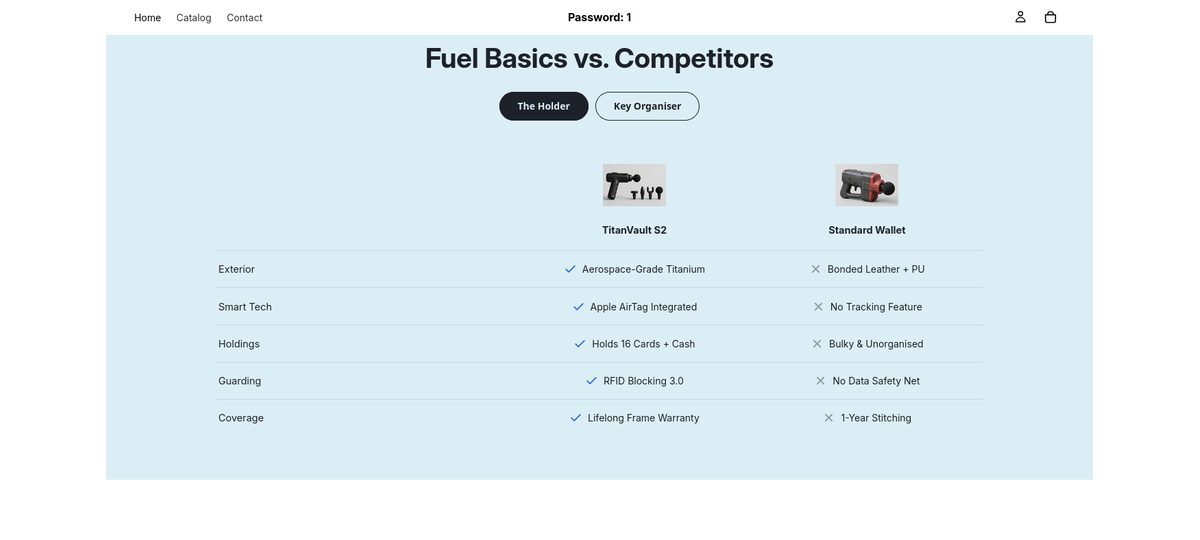 Home Catalog Contact Password: 1
Fuel Basics vs. Competitors
The Holder Key Organiser
TitanVault S2 Standard Wallet
Exterior Aerospace-Grade Titanium Bonded Leather + PU
Smart Tech Apple AirTag Integrated No Tracking Feature
Holdings Holds 16 Cards + Cash Bulky & Unorganised
Guarding RFID Blocking 3.0 No Data Safety Net
Coverage Lifelong Frame Warranty 1-Year Stitching